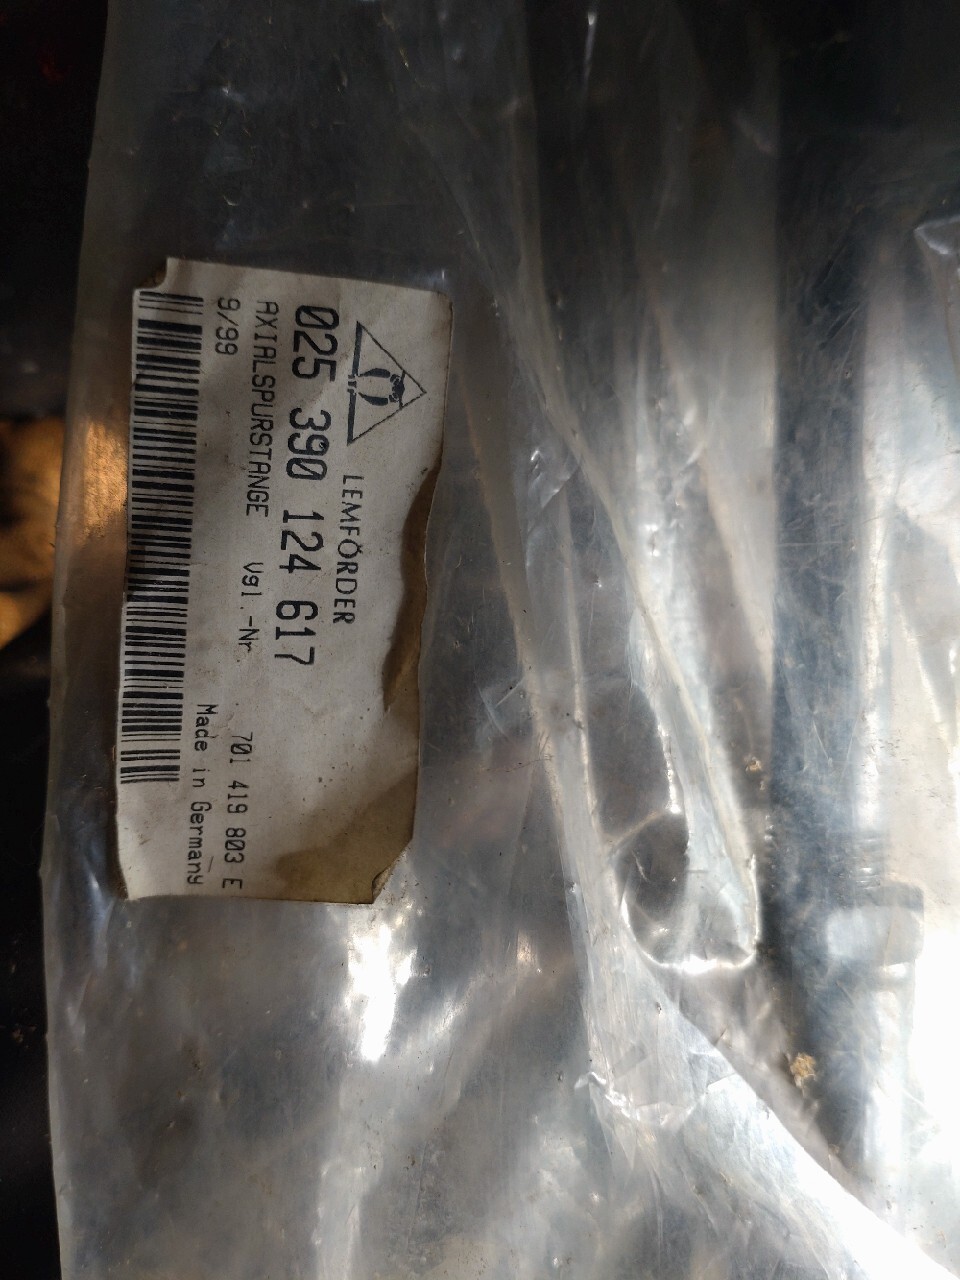 LEMFÖRDER
025 390 124 617
AXIALSPURSTANGE Vgl.-Nr. 701 419 803 E
9/99 Made in Germany